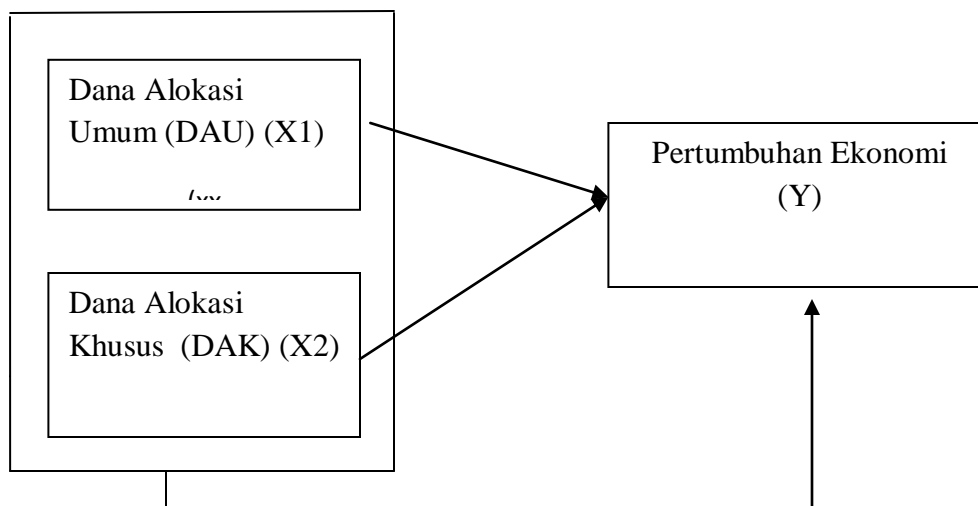 Dana Alokasi
Umum (DAU) (X1)
Pertumbuhan Ekonomi
(Y)
Dana Alokasi
Khusus (DAK) (X2)